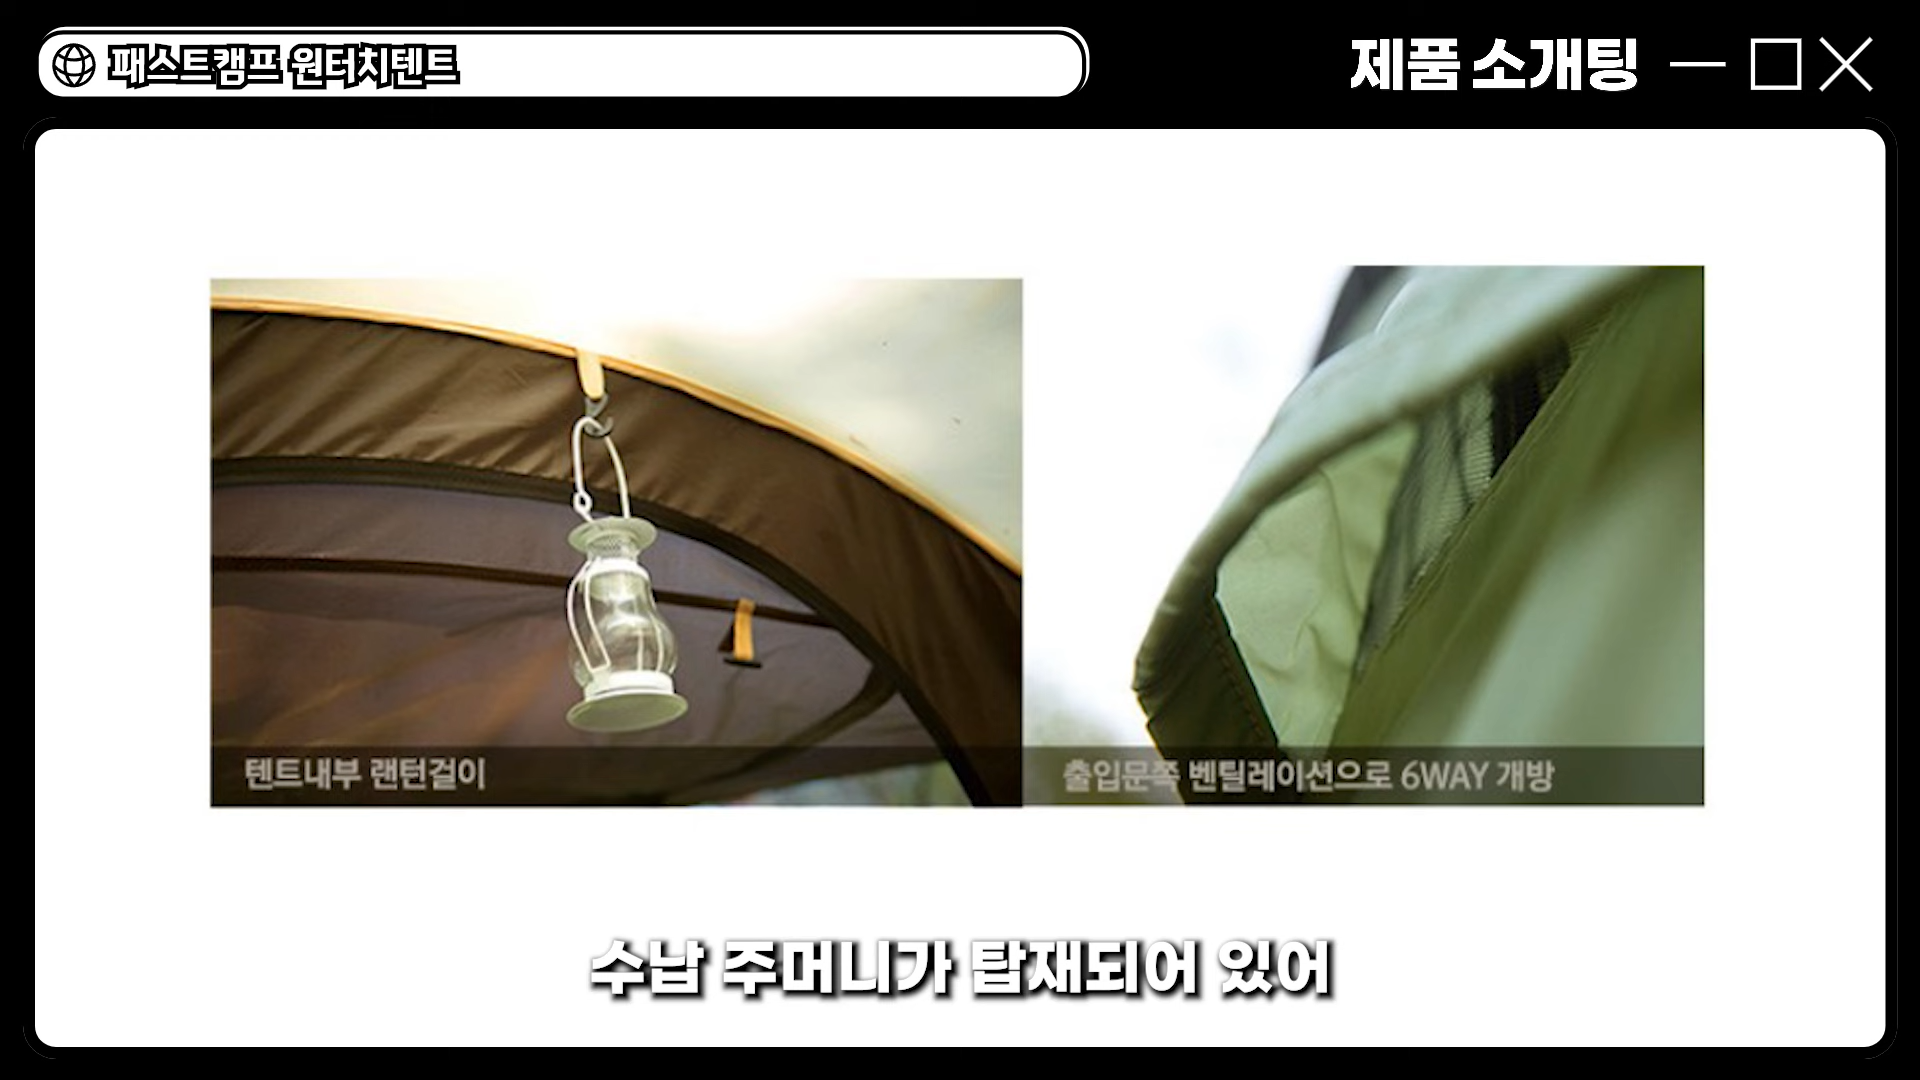 패스트캠프 원터치텐트
제품 소개팅
텐트내부 랜턴걸이
출입문쪽 벤틸레이션으로 6WAY 개방
수납 주머니가 탑재되어 있어